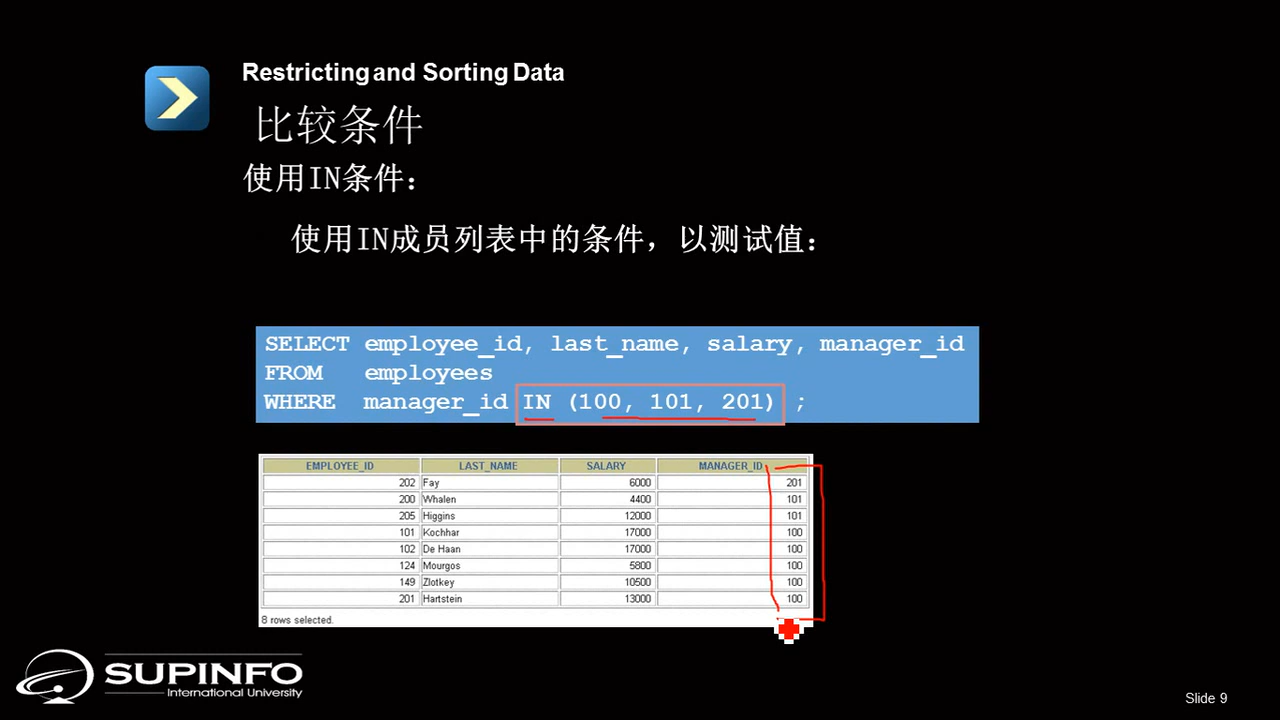 Restricting and Sorting Data
比较条件
使用IN条件：
使用IN成员列表中的条件，以测试值：
SELECT employee_id, last_name, salary, manager_id
FROM employees
WHERE manager_id IN (100, 101, 201) ;
EMPLOYEE_ID LAST_NAME SALARY MANAGER_ID
202 Fay 6000 201
200 Whalen 4400 101
205 Higgins 12000 101
101 Kochhar 17000 100
102 De Haan 17000 100
124 Mourgos 5800 100
149 Zlotkey 10500 100
201 Hartstein 13000 100
8 rows selected.
SUPINFO
International University
Slide 9